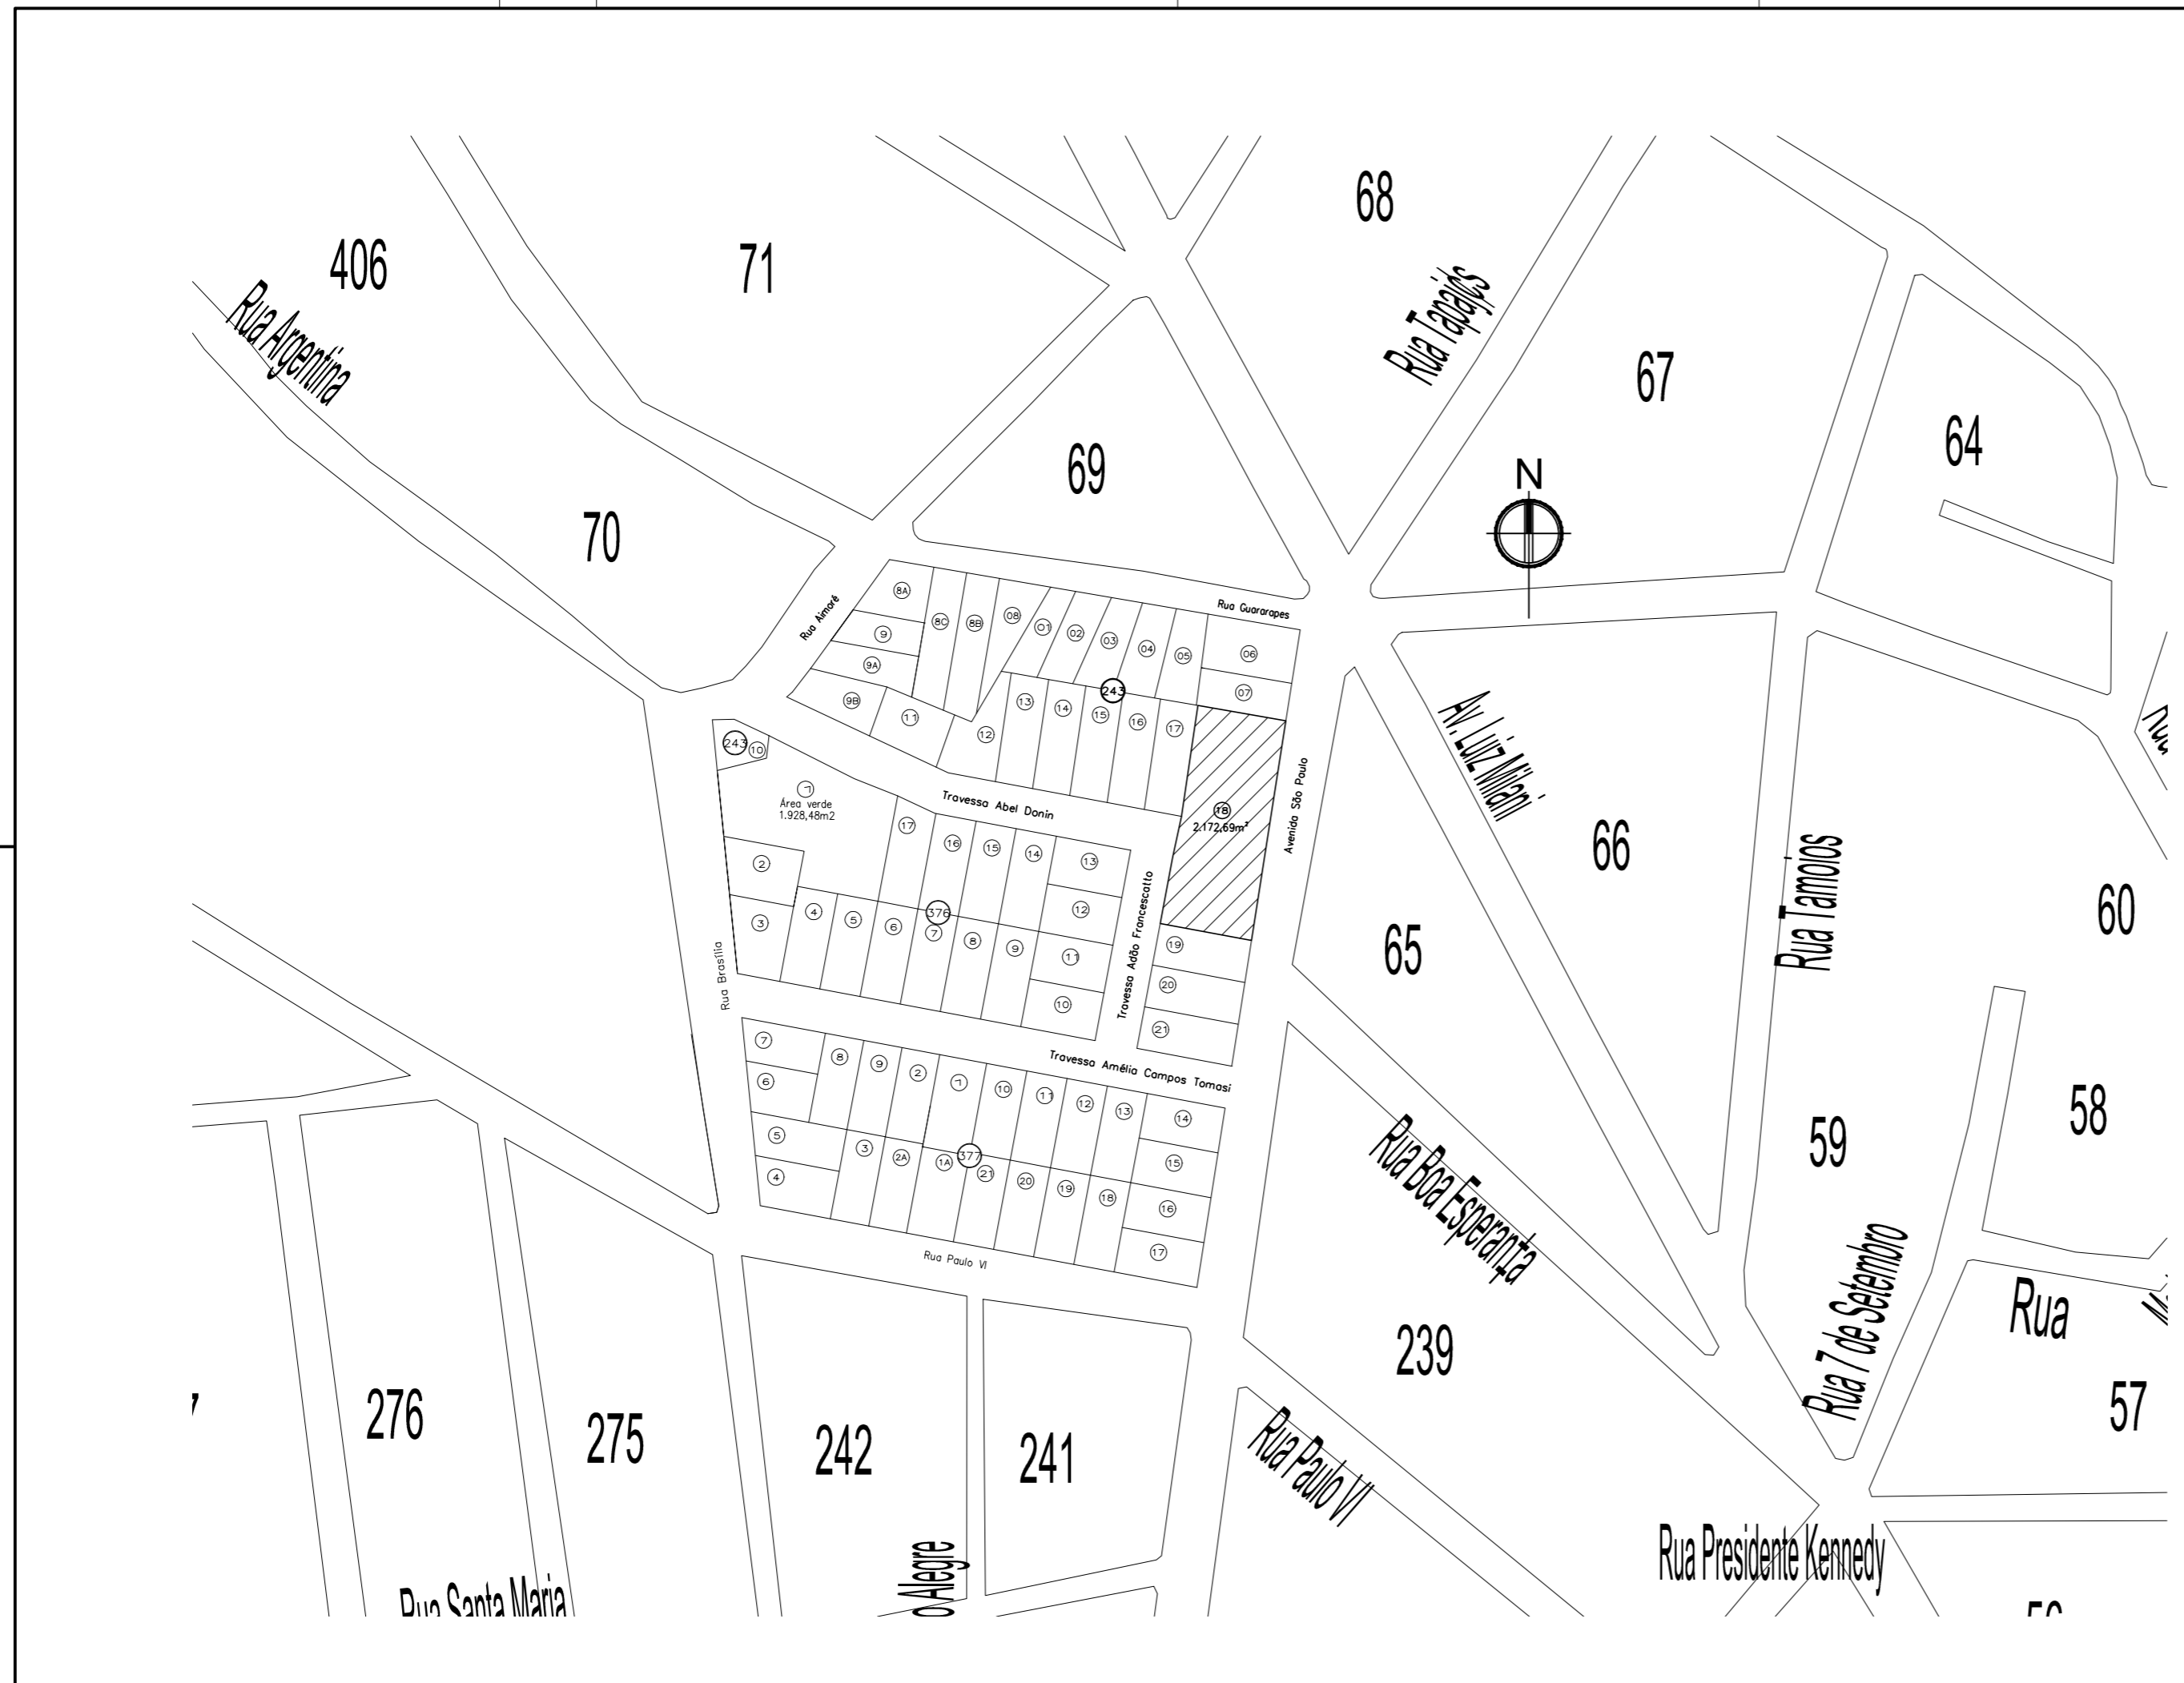 68
406
71
Rua Tapajós
Rua Argentina
67
64
69
N
70
Rua Guararapes
Rua Aimoré
8A
8C
8B
08
01
02
03
04
05
06
9
9A
07
243
9B
11
12
13
14
15
16
17
Av. Luiz Milani
243
10
Travessa Abel Donin
Área verde
1.928,48m2
18
2.172,69m²
Avenida São Paulo
17
16
15
14
13
2
66
Rua Tamoios
60
3
4
5
6
376
7
8
9
12
11
10
Travessa Adão Francescatto
65
19
20
21
Rua Brasília
7
8
9
2
10
11
12
13
14
Travessa Amélia Campos Tomasi
6
5
4
3
2A
1A
377
21
20
19
18
15
16
17
58
59
Rua Boa Esperança
Rua Paulo VI
Rua 7 de Setembro
Rua
239
57
276
275
242
241
Rua Paulo VI
Rua Presidente Kennedy
o Alegre
Rua Santa Maria